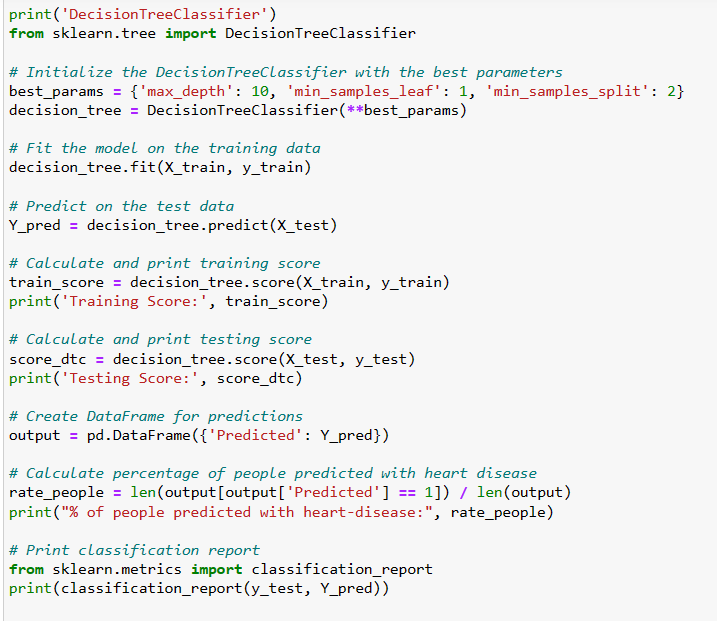 print('DecisionTreeClassifier')
from sklearn.tree import DecisionTreeClassifier
# Initialize the DecisionTreeClassifier with the best parameters
best_params = {'max_depth': 10, 'min_samples_leaf': 1, 'min_samples_split': 2}
decision_tree = DecisionTreeClassifier(**best_params)
# Fit the model on the training data
decision_tree.fit(X_train, y_train)
# Predict on the test data
Y_pred = decision_tree.predict(X_test)
# Calculate and print training score
train_score = decision_tree.score(X_train, y_train)
print('Training Score:', train_score)
# Calculate and print testing score
score_dtc = decision_tree.score(X_test, y_test)
print('Testing Score:', score_dtc)
# Create DataFrame for predictions
output = pd.DataFrame({'Predicted': Y_pred})
# Calculate percentage of people predicted with heart disease
rate_people = len(output[output['Predicted'] == 1]) / len(output)
print("% of people predicted with heart-disease:", rate_people)
# Print classification report
from sklearn.metrics import classification_report
print(classification_report(y_test, Y_pred))